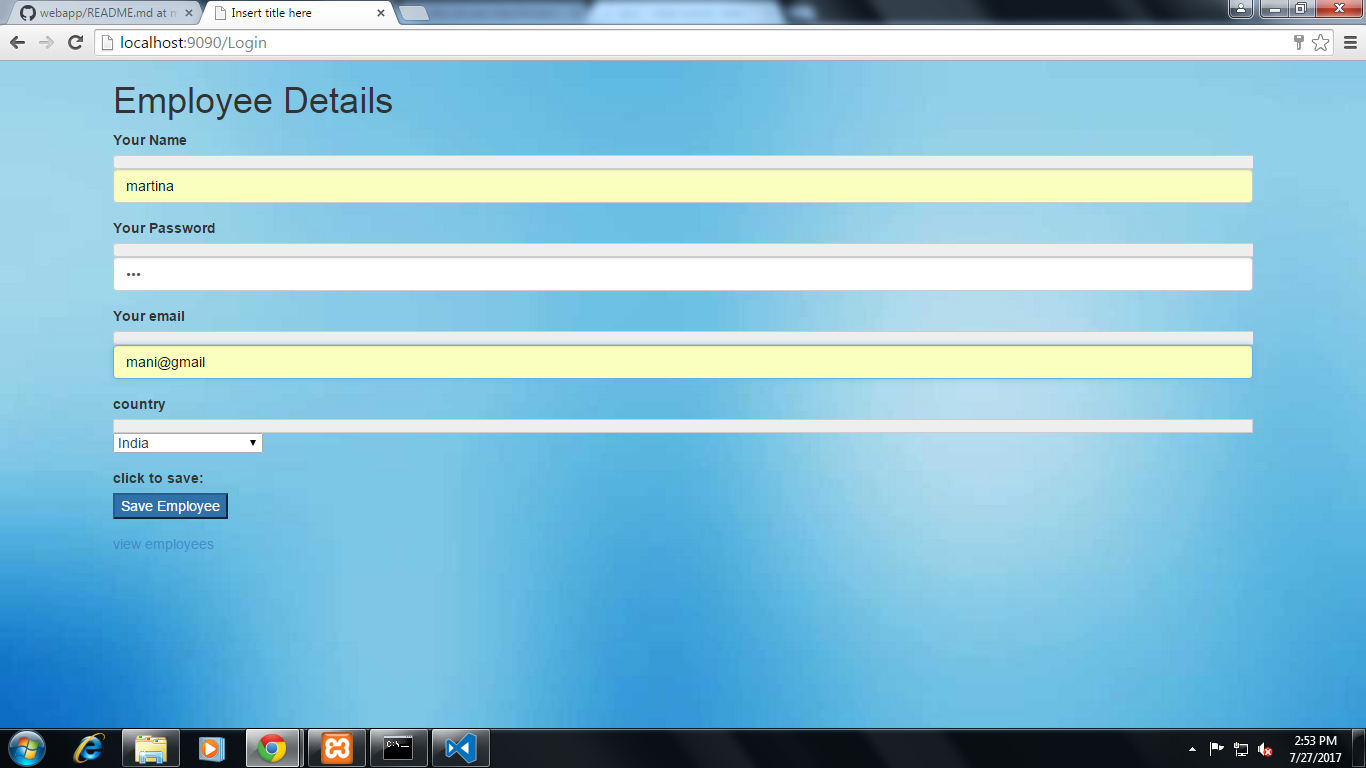 webapp/README.md at m
Insert title here
localhost:9090/Login
Employee Details
Your Name
martina
Your Password
•••
Your email
mani@gmail
country
India
click to save:
Save Employee
view employees
C:\
2:53 PM
7/27/2017